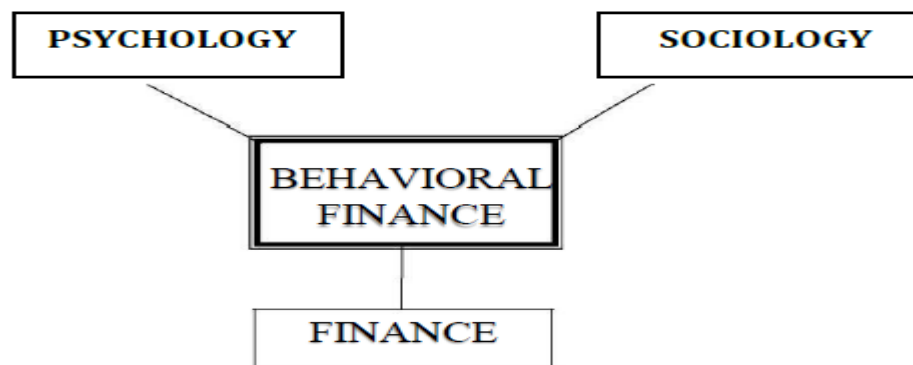 PSYCHOLOGY
SOCIOLOGY
BEHAVIORAL
FINANCE
FINANCE